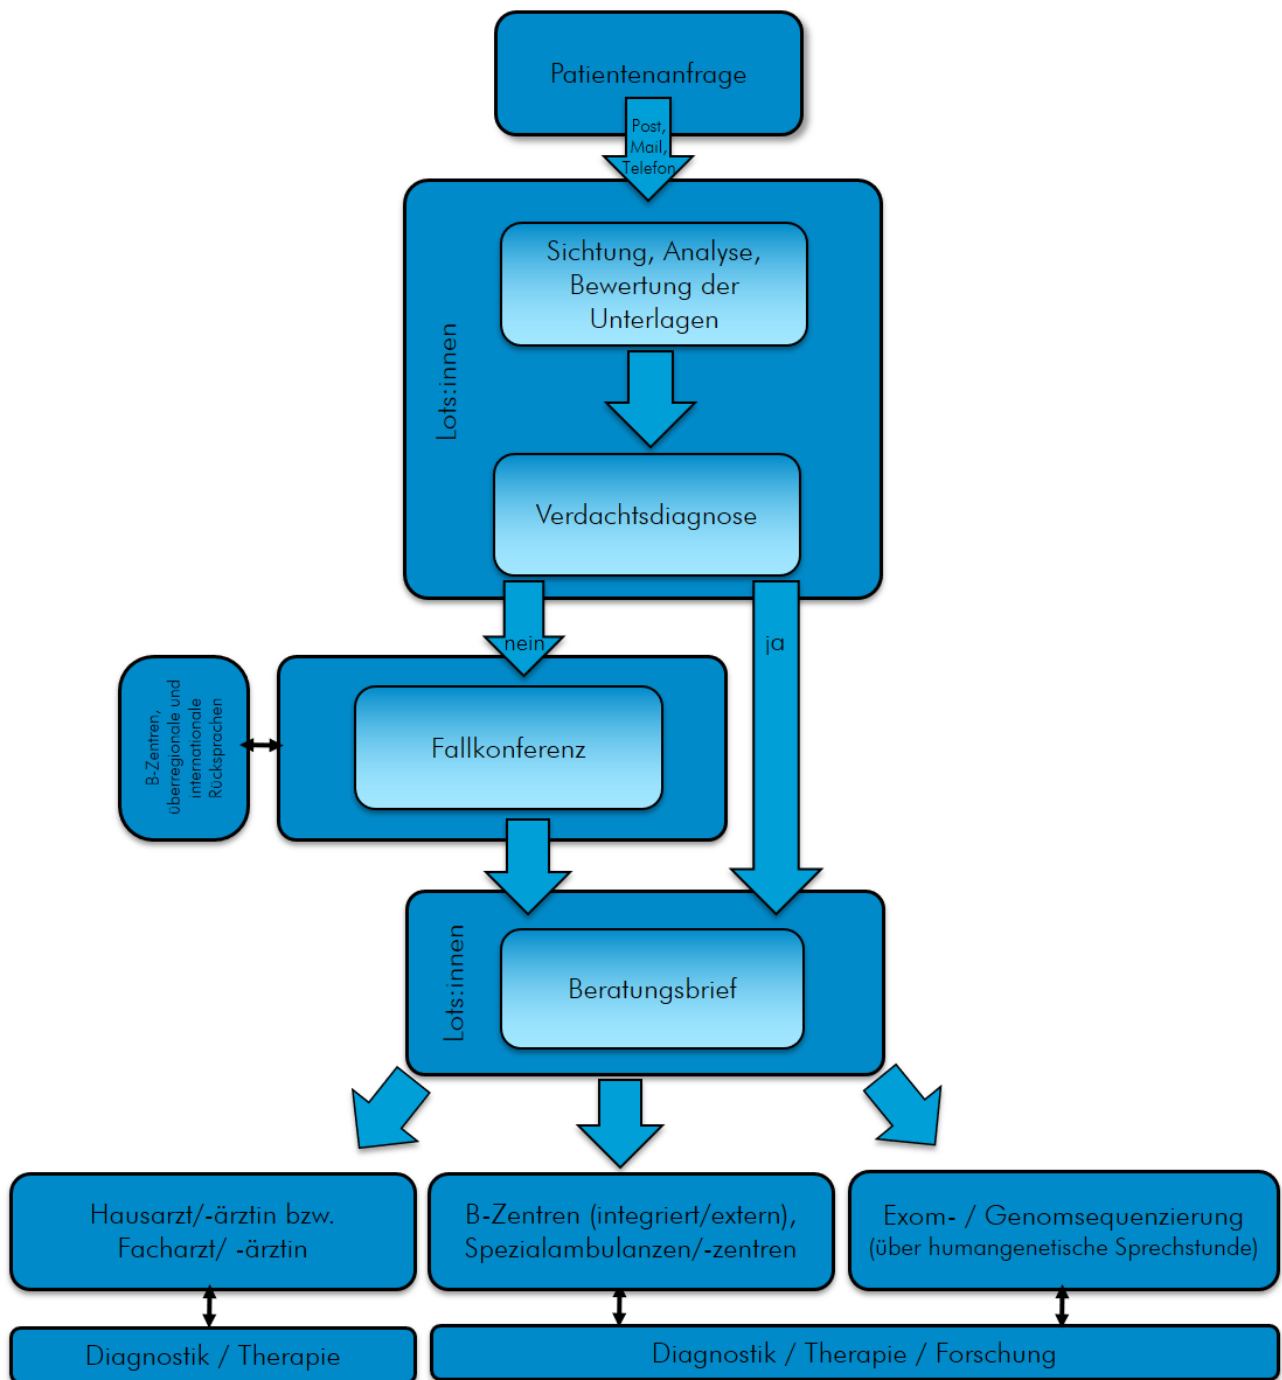 Patientenanfrage
Post,
Mail,
Telefon
Lots:innen
Sichtung, Analyse,
Bewertung der
Unterlagen
Verdachtsdiagnose
nein
ja
B-Zentren,
überregionale und
internationale
Rücksprachen
Fallkonferenz
Lots:innen
Beratungsbrief
Hausarzt/-ärztin bzw.
Facharzt/ -ärztin
B-Zentren (integriert/extern),
Spezialambulanzen/-zentren
Exom- / Genomsequenzierung
(über humangenetische Sprechstunde)
Diagnostik / Therapie
Diagnostik / Therapie / Forschung